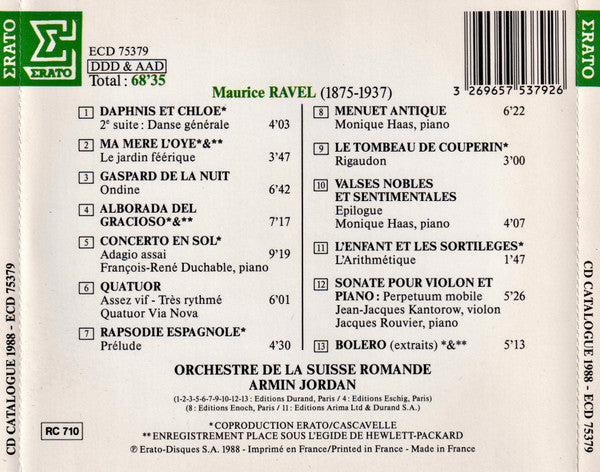 ERATO
ERATO
ECD 75379
DDD & AAD
Total : 68'35
3 269657 537926
Maurice RAVEL (1875-1937)
1 DAPHNIS ET CHLOE*
2e suite : Danse générale 4'03
2 MA MERE L'OYE*&**
Le jardin féérique 3'47
3 GASPARD DE LA NUIT
Ondine 6'42
4 ALBORADA DEL
GRACIOSO*&** 7'17
5 CONCERTO EN SOL*
Adagio assai 9'19
François-René Duchable, piano
6 QUATUOR
Assez vif - Très rythmé 6'01
Quatuor Via Nova
7 RAPSODIE ESPAGNOLE*
Prélude 4'30
8 MENUET ANTIQUE 6'22
Monique Haas, piano
9 LE TOMBEAU DE COUPERIN*
Rigaudon 3'00
10 VALSES NOBLES
ET SENTIMENTALES
Epilogue
Monique Haas, piano 4'07
11 L'ENFANT ET LES SORTILEGES*
L'Arithmétique 1'47
12 SONATE POUR VIOLON ET
PIANO : Perpetuum mobile 5'26
Jean-Jacques Kantorow, violon
Jacques Rouvier, piano
13 BOLERO (extraits) *&** 5'13
ORCHESTRE DE LA SUISSE ROMANDE
ARMIN JORDAN
(1-2-3-5-6-7-9-10-12-13 : Editions Durand, Paris / 4 : Editions Eschig, Paris)
(8 : Editions Enoch, Paris / 11 : Editions Arima Ltd & Durand S.A.)
RC 710
*COPRODUCTION ERATO/CASCAVELLE
**ENREGISTREMENT PLACE SOUS L'EGIDE DE HEWLETT-PACKARD
℗ Erato-Disques S.A. 1988 - Imprimé en France/Printed in France - Made in France
CD CATALOGUE 1988 - ECD 75379
ERATO
CD CATALOGUE 1988 - ECD 75379